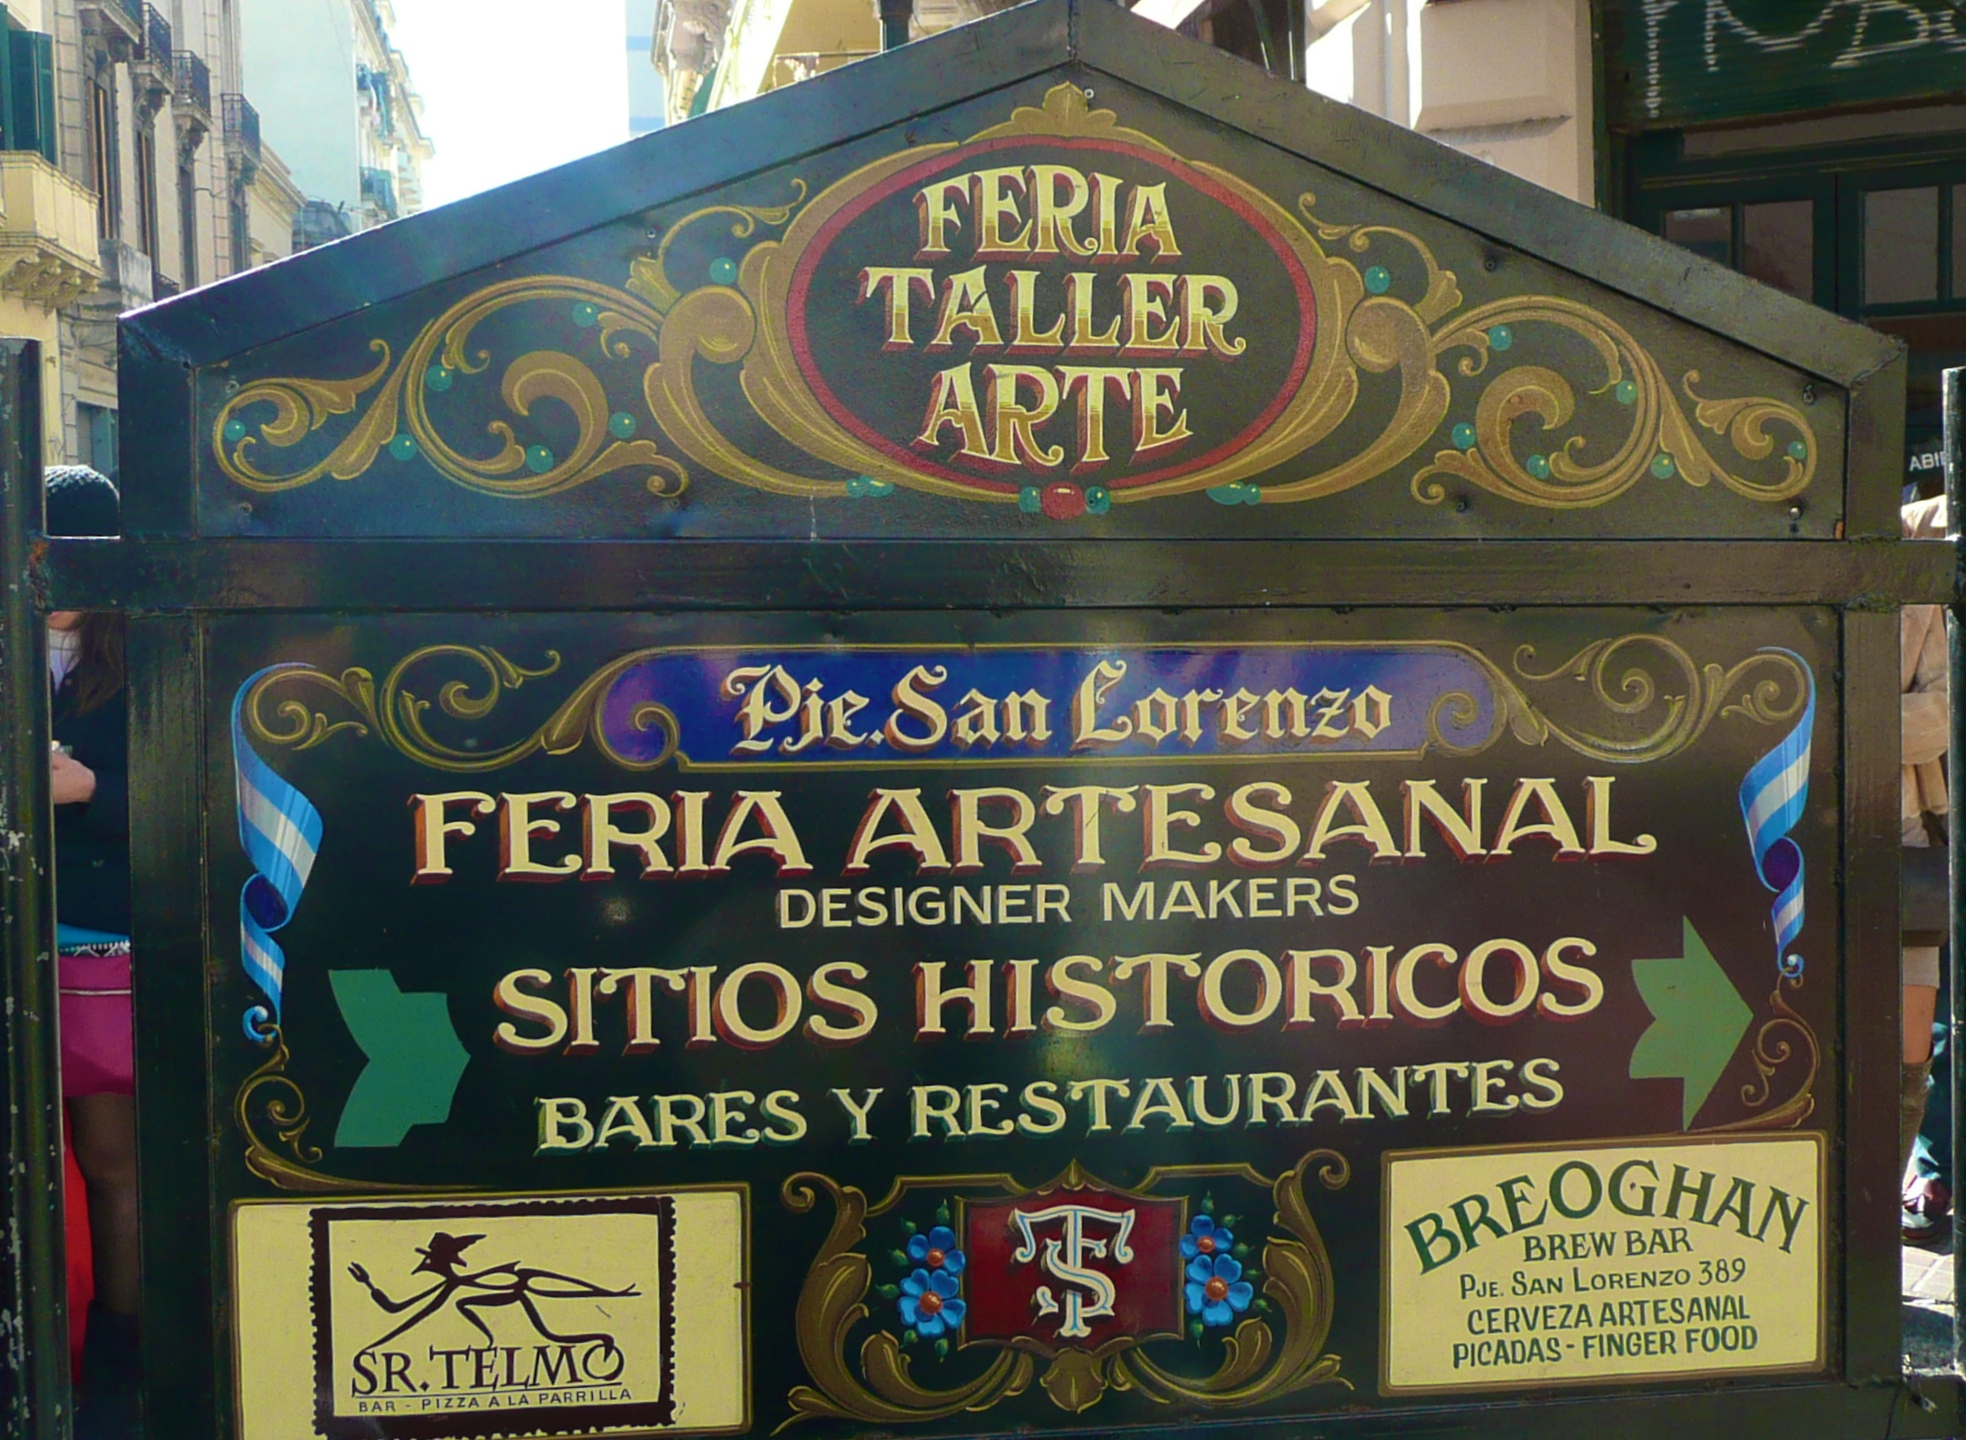 FERIA
TALLER
ARTE
Pje. San Lorenzo
FERIA ARTESANAL
DESIGNER MAKERS
SITIOS HISTORICOS
BARES Y RESTAURANTES
SR. TELMO
BAR - PIZZA A LA PARRILLA
BREOGHAN
BREW BAR
PJE. SAN LORENZO 389
CERVEZA ARTESANAL
PICADAS - FINGER FOOD